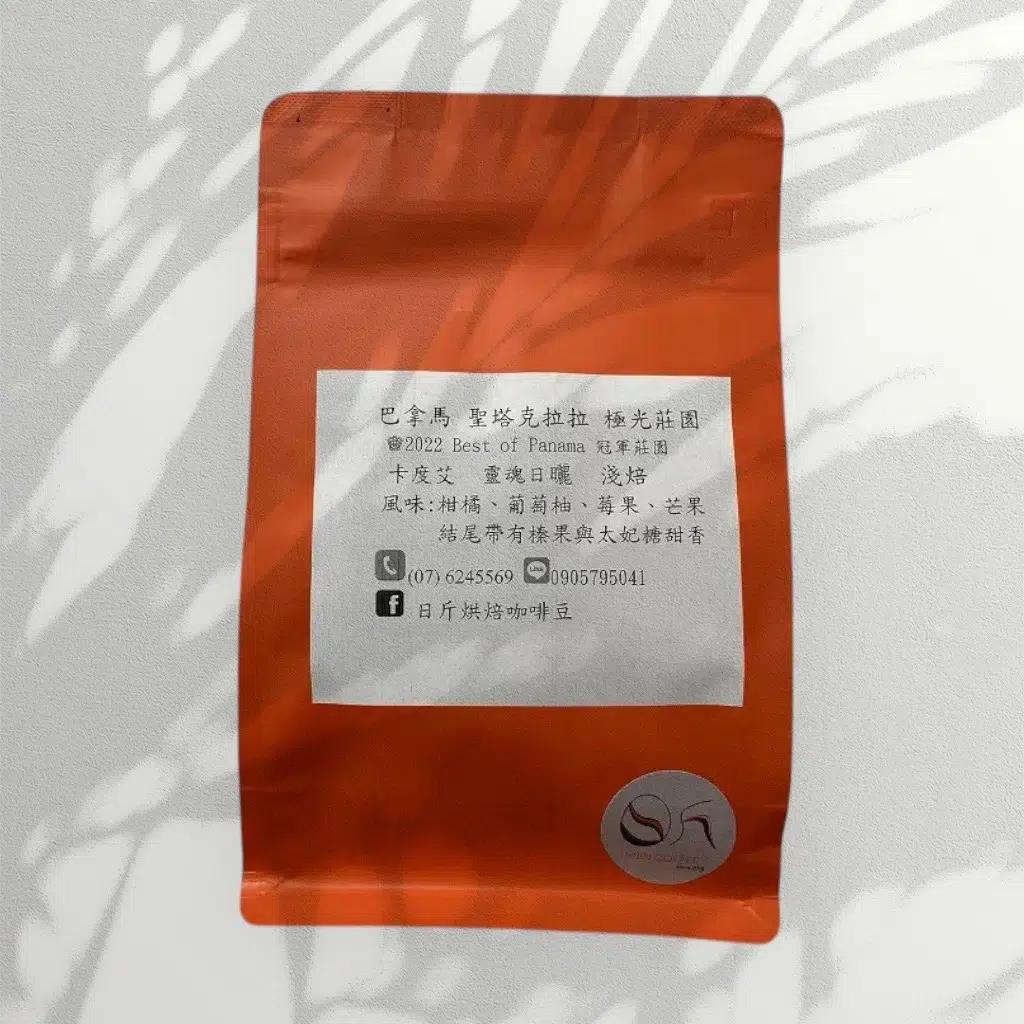 巴拿馬 聖塔克拉拉 極光莊園
2022 Best of Panama 冠軍莊園
卡度艾 靈魂日曬 淺焙
風味:柑橘、葡萄柚、莓果、芒果
結尾帶有榛果與太妃糖甜香
(07) 6245569 LINE 0905795041
f 日斤烘焙咖啡豆